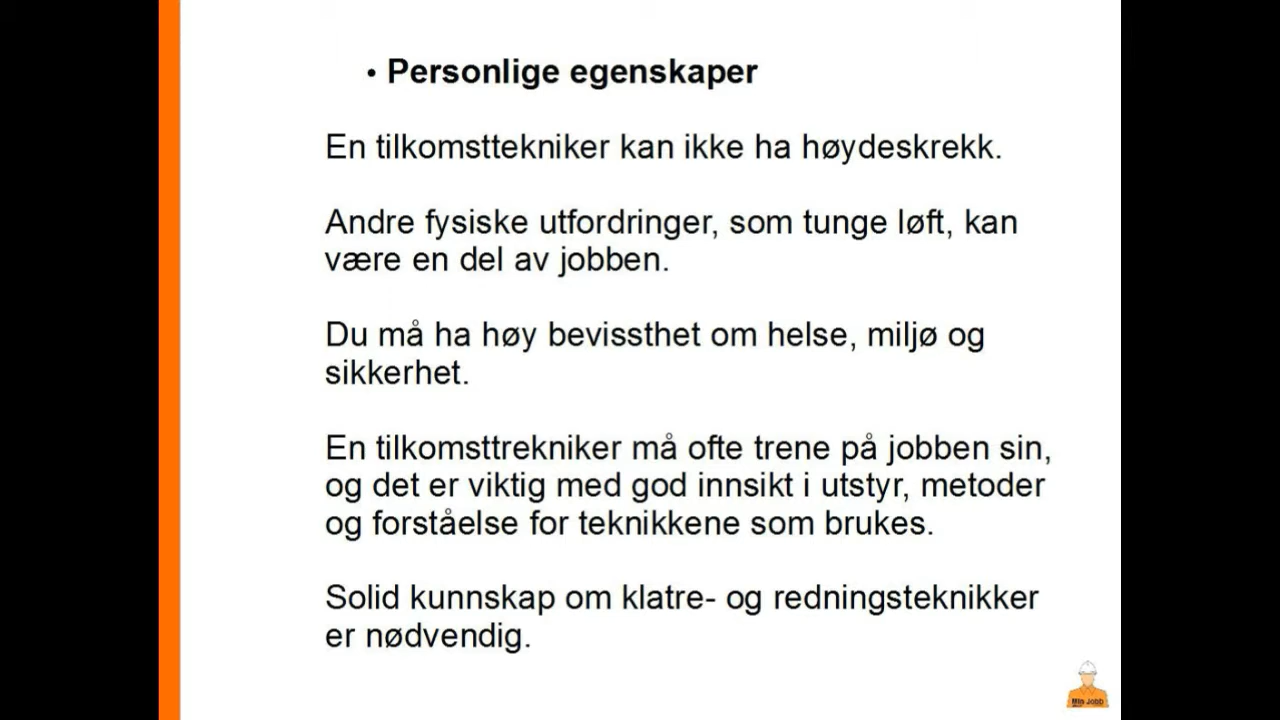 • Personlige egenskaper
En tilkomsttekniker kan ikke ha høydeskrekk.
Andre fysiske utfordringer, som tunge løft, kan
være en del av jobben.
Du må ha høy bevissthet om helse, miljø og
sikkerhet.
En tilkomsttrekniker må ofte trene på jobben sin,
og det er viktig med god innsikt i utstyr, metoder
og forståelse for teknikkene som brukes.
Solid kunnskap om klatre- og redningsteknikker
er nødvendig.
Min Jobb